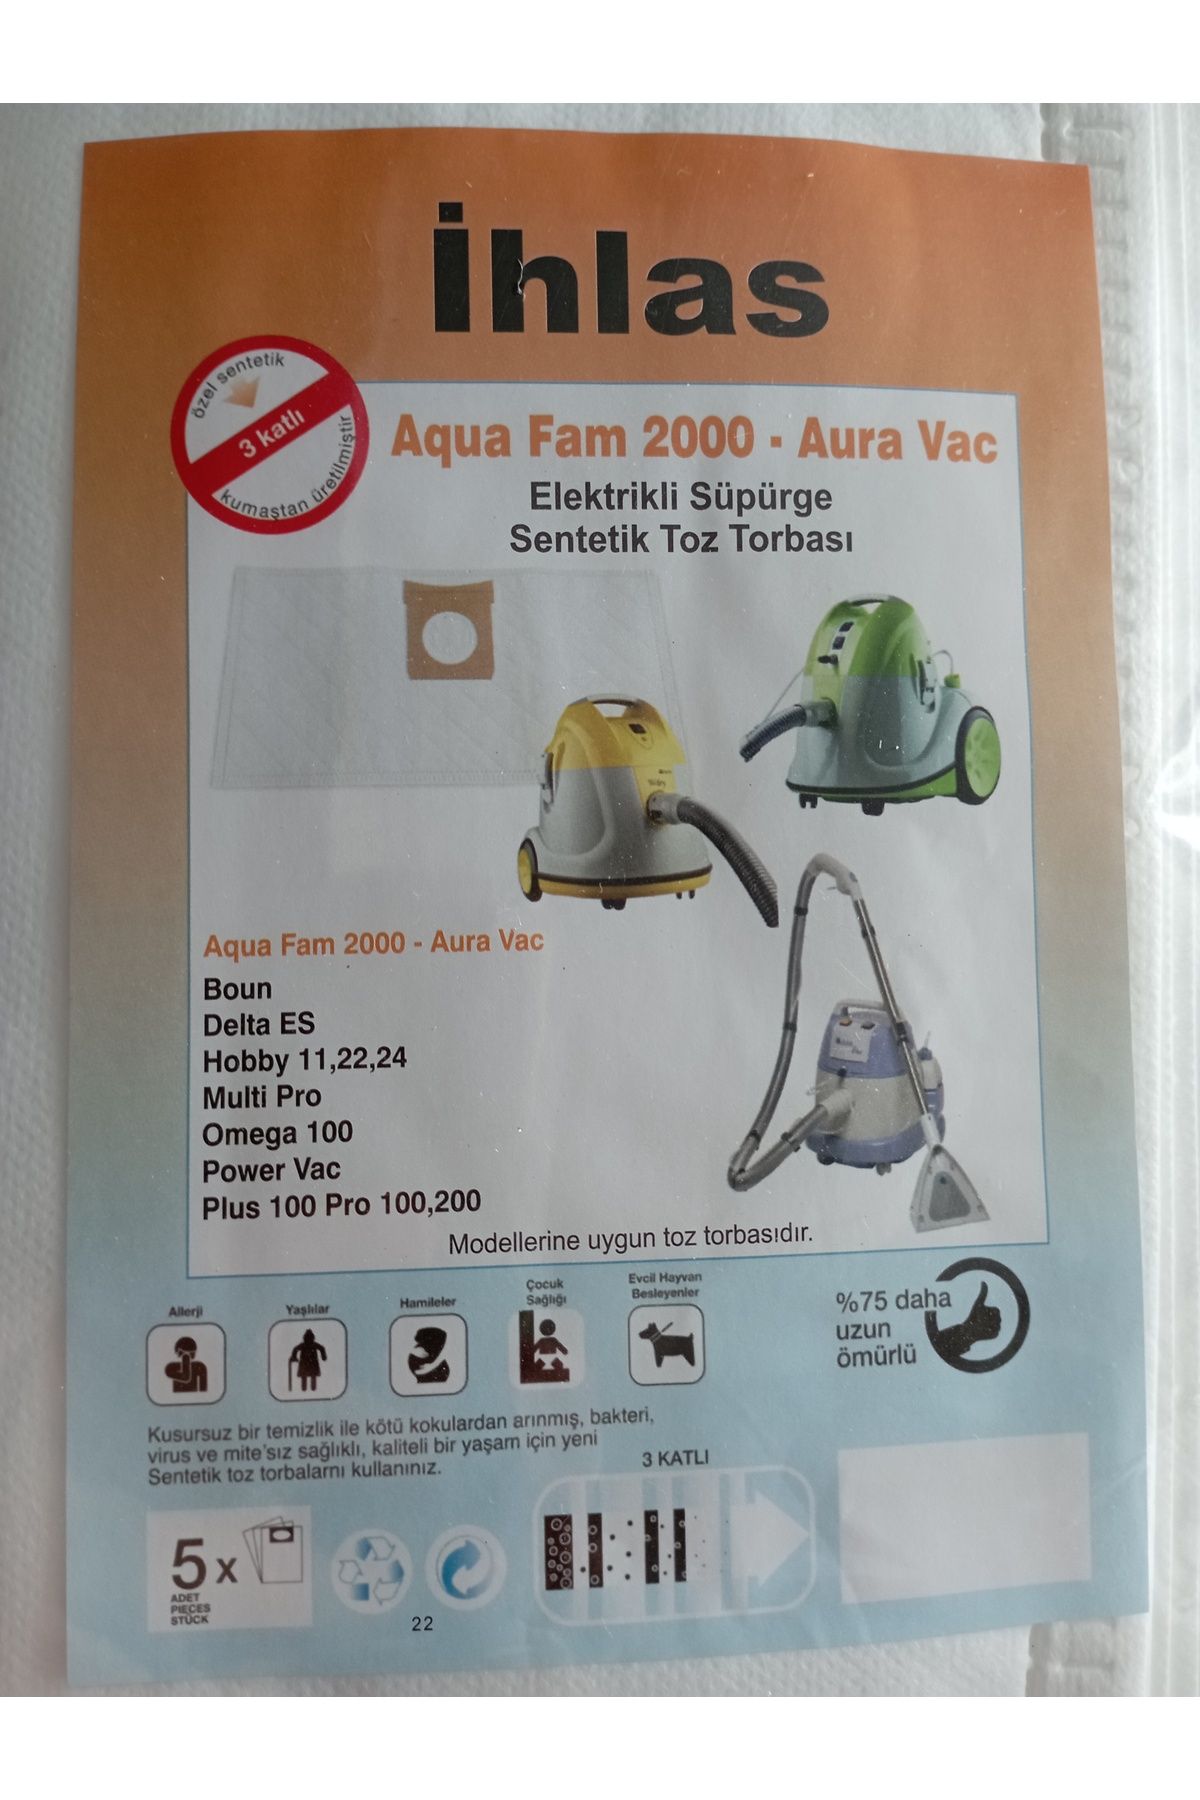 ihlas
özel sentetik
3 katlı
kumaştan üretilmiştir
Aqua Fam 2000 - Aura Vac
Elektrikli Süpürge
Sentetik Toz Torbası
Aqua Fam 2000 - Aura Vac
Boun
Delta ES
Hobby 11,22,24
Multi Pro
Omega 100
Power Vac
Plus 100 Pro 100,200
Modellerine uygun toz torbasıdır.
Allerji
Yaşlılar
Hamileler
Çocuk
Sağlığı
Evcil Hayvan
Besleyenler
%75 daha
uzun
ömürlü
Kusursuz bir temizlik ile kötü kokulardan arınmış, bakteri,
virus ve mite'sız sağlıklı, kaliteli bir yaşam için yeni
Sentetik toz torbalarnı kullanınız.
3 KATLI
5 x
ADET
PIECES
STÜCK
22